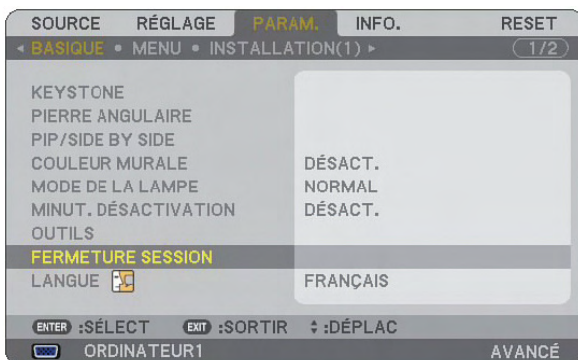 SOURCE RÉGLAGE PARAM. INFO. RESET
BASIQUE • MENU • INSTALLATION(1) 1/2
KEYSTONE
PIERRE ANGULAIRE
PIP/SIDE BY SIDE
COULEUR MURALE DÉSACT.
MODE DE LA LAMPE NORMAL
MINUT. DÉSACTIVATION DÉSACT.
OUTILS
FERMETURE SESSION
LANGUE FRANÇAIS
ENTER :SÉLECT EXIT :SORTIR :DÉPLAC
ORDINATEUR1 AVANCÉ